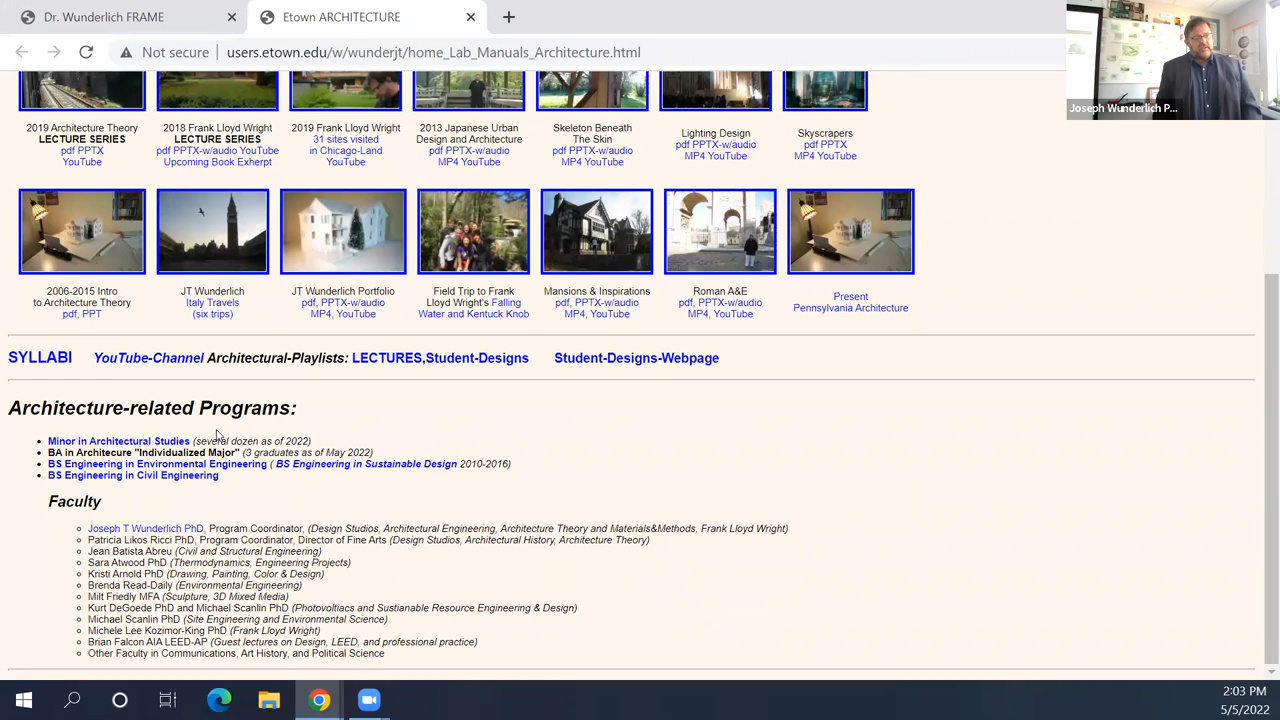 Dr. Wunderlich FRAME
Etown ARCHITECTURE
Not secure
users.etown.edu/w/wunderjt/home_Lab_Manuals_Architecture.html
Joseph Wunderlich P...
2019 Architecture Theory
LECTURE SERIES
pdf PPTX
YouTube
2018 Frank Lloyd Wright
LECTURE SERIES
pdf PPTX-w/audio YouTube
Upcoming Book Exherpt
2019 Frank Lloyd Wright
31 sites visited
in Chicago-Land
YouTube
2013 Japanese Urban
Design and Architecture
pdf PPTX-w/audio
MP4 YouTube
Skeleton Beneath
The Skin
pdf PPTX-w/audio
MP4 YouTube
Lighting Design
pdf PPTX-w/audio
MP4 YouTube
Skyscrapers
pdf PPTX
MP4 YouTube
2006-2015 Intro
to Architecture Theory
pdf, PPT
JT Wunderlich
Italy Travels
(six trips)
JT Wunderlich Portfolio
pdf, PPTX-w/audio
MP4, YouTube
Field Trip to Frank
Lloyd Wright's Falling
Water and Kentuck Knob
Mansions & Inspirations
pdf, PPTX-w/audio
MP4, YouTube
Roman A&E
pdf, PPTX-w/audio
MP4, YouTube
Present
Pennsylvania Architecture
SYLLABI YouTube-Channel Architectural-Playlists: LECTURES,Student-Designs Student-Designs-Webpage
Architecture-related Programs:
Minor in Architectural Studies (several dozen as of 2022)
BA in Architecure "Individualized Major" (3 graduates as of May 2022)
BS Engineering in Environmental Engineering ( BS Engineering in Sustainable Design 2010-2016)
BS Engineering in Civil Engineering
Faculty
Joseph T Wunderlich PhD, Program Coordinator, (Design Studios, Architectural Engineering, Architecture Theory and Materials&Methods, Frank Lloyd Wright)
Patricia Likos Ricci PhD, Program Coordinator, Director of Fine Arts (Design Studios, Architectural History, Architecture Theory)
Jean Batista Abreu (Civil and Structural Engineering)
Sara Atwood PhD (Thermodynamics, Engineering Projects)
Kristi Arnold PhD (Drawing, Painting, Color & Design)
Brenda Read-Daily (Environmental Engineering)
Milt Friedly MFA (Sculpture, 3D Mixed Media)
Kurt DeGoede PhD and Michael Scanlin PhD (Photovoltiacs and Sustianable Resource Engineering & Design)
Michael Scanlin PhD (Site Engineering and Environmental Science)
Michele Lee Kozimor-King PhD (Frank Lloyd Wright)
Brian Falcon AIA LEED-AP (Guest lectures on Design, LEED, and professional practice)
Other Faculty in Communications, Art History, and Political Science
2:03 PM
5/5/2022